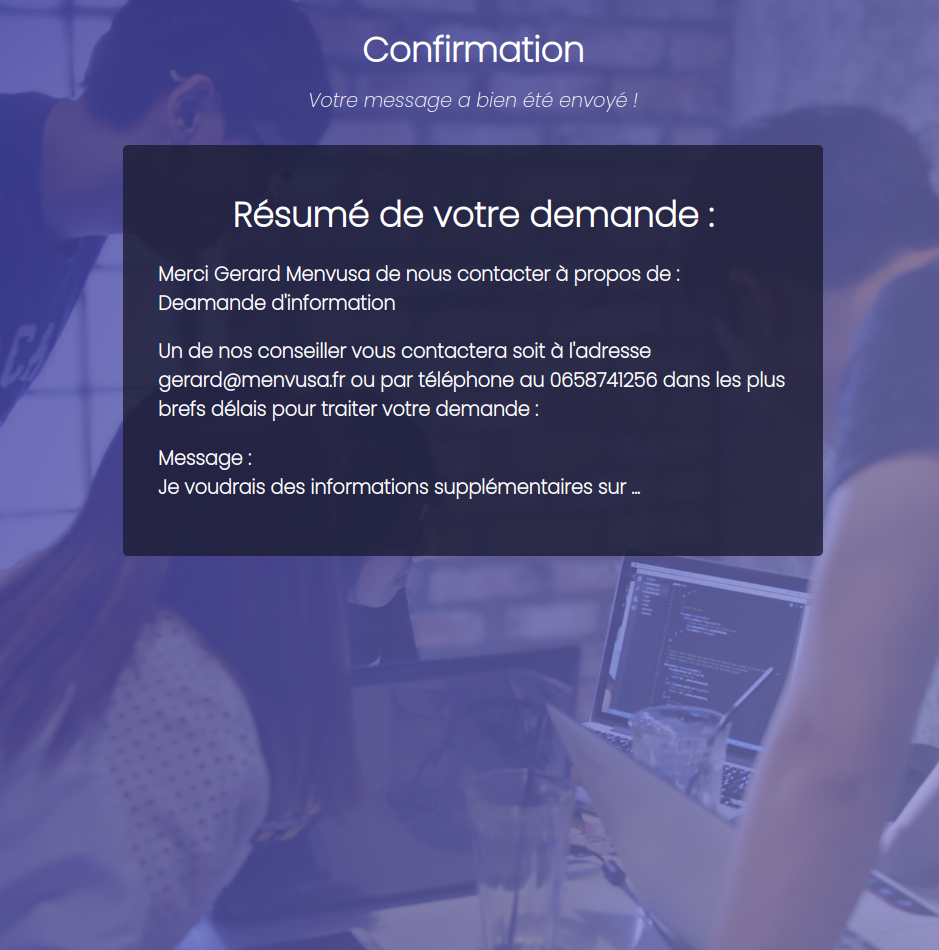 Confirmation
Votre message a bien été envoyé !
Résumé de votre demande :
Merci Gerard Menvusa de nous contacter à propos de :
Deamande d'information
Un de nos conseiller vous contactera soit à l'adresse
gerard@menvusa.fr ou par téléphone au 0658741256 dans les plus
brefs délais pour traiter votre demande :
Message :
Je voudrais des informations supplémentaires sur ...